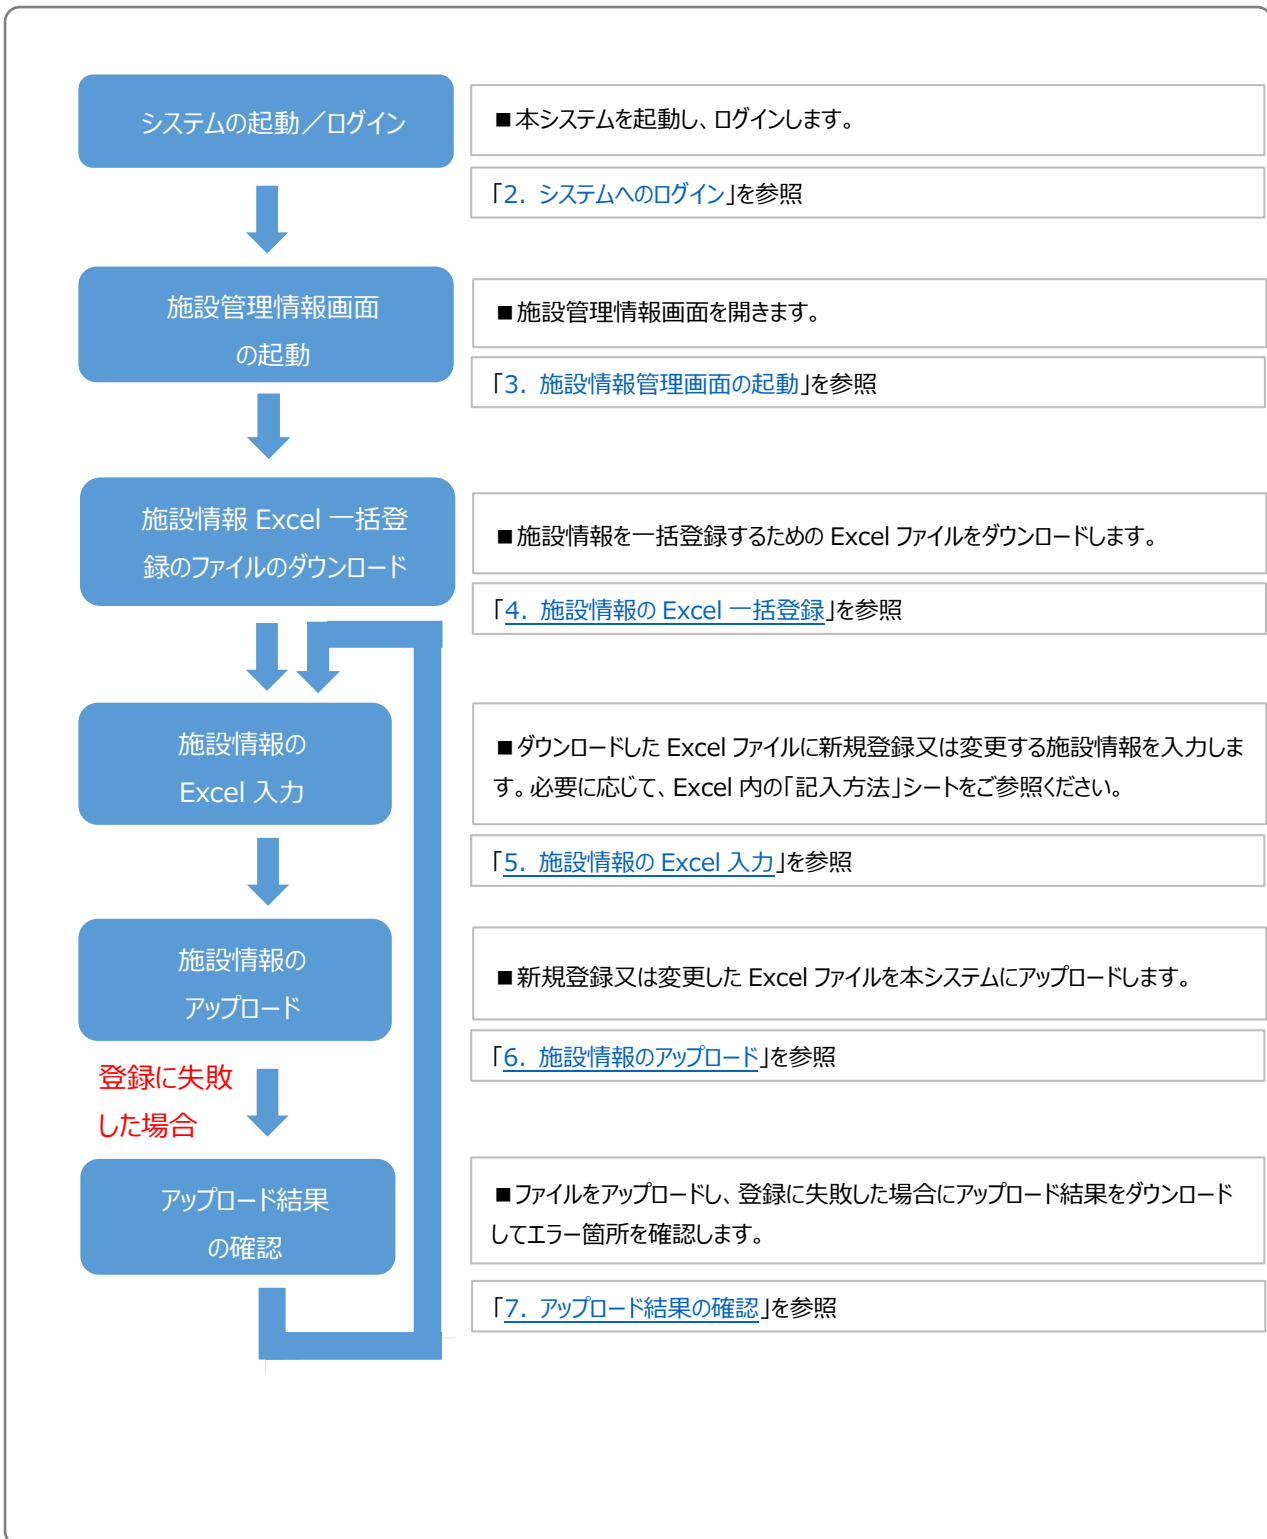 システムの起動／ログイン
■本システムを起動し、ログインします。
「2. システムへのログイン」を参照
施設管理情報画面
の起動
■施設管理情報画面を開きます。
「3. 施設情報管理画面の起動」を参照
施設情報 Excel 一括登
録のファイルのダウンロード
■施設情報を一括登録するための Excel ファイルをダウンロードします。
「4. 施設情報の Excel 一括登録」を参照
施設情報の
Excel 入力
■ダウンロードした Excel ファイルに新規登録又は変更する施設情報を入力しま
す。必要に応じて、Excel 内の「記入方法」シートをご参照ください。
「5. 施設情報の Excel 入力」を参照
施設情報の
アップロード
■新規登録又は変更した Excel ファイルを本システムにアップロードします。
「6. 施設情報のアップロード」を参照
登録に失敗
した場合
アップロード結果
の確認
■ファイルをアップロードし、登録に失敗した場合にアップロード結果をダウンロード
してエラー箇所を確認します。
「7. アップロード結果の確認」を参照